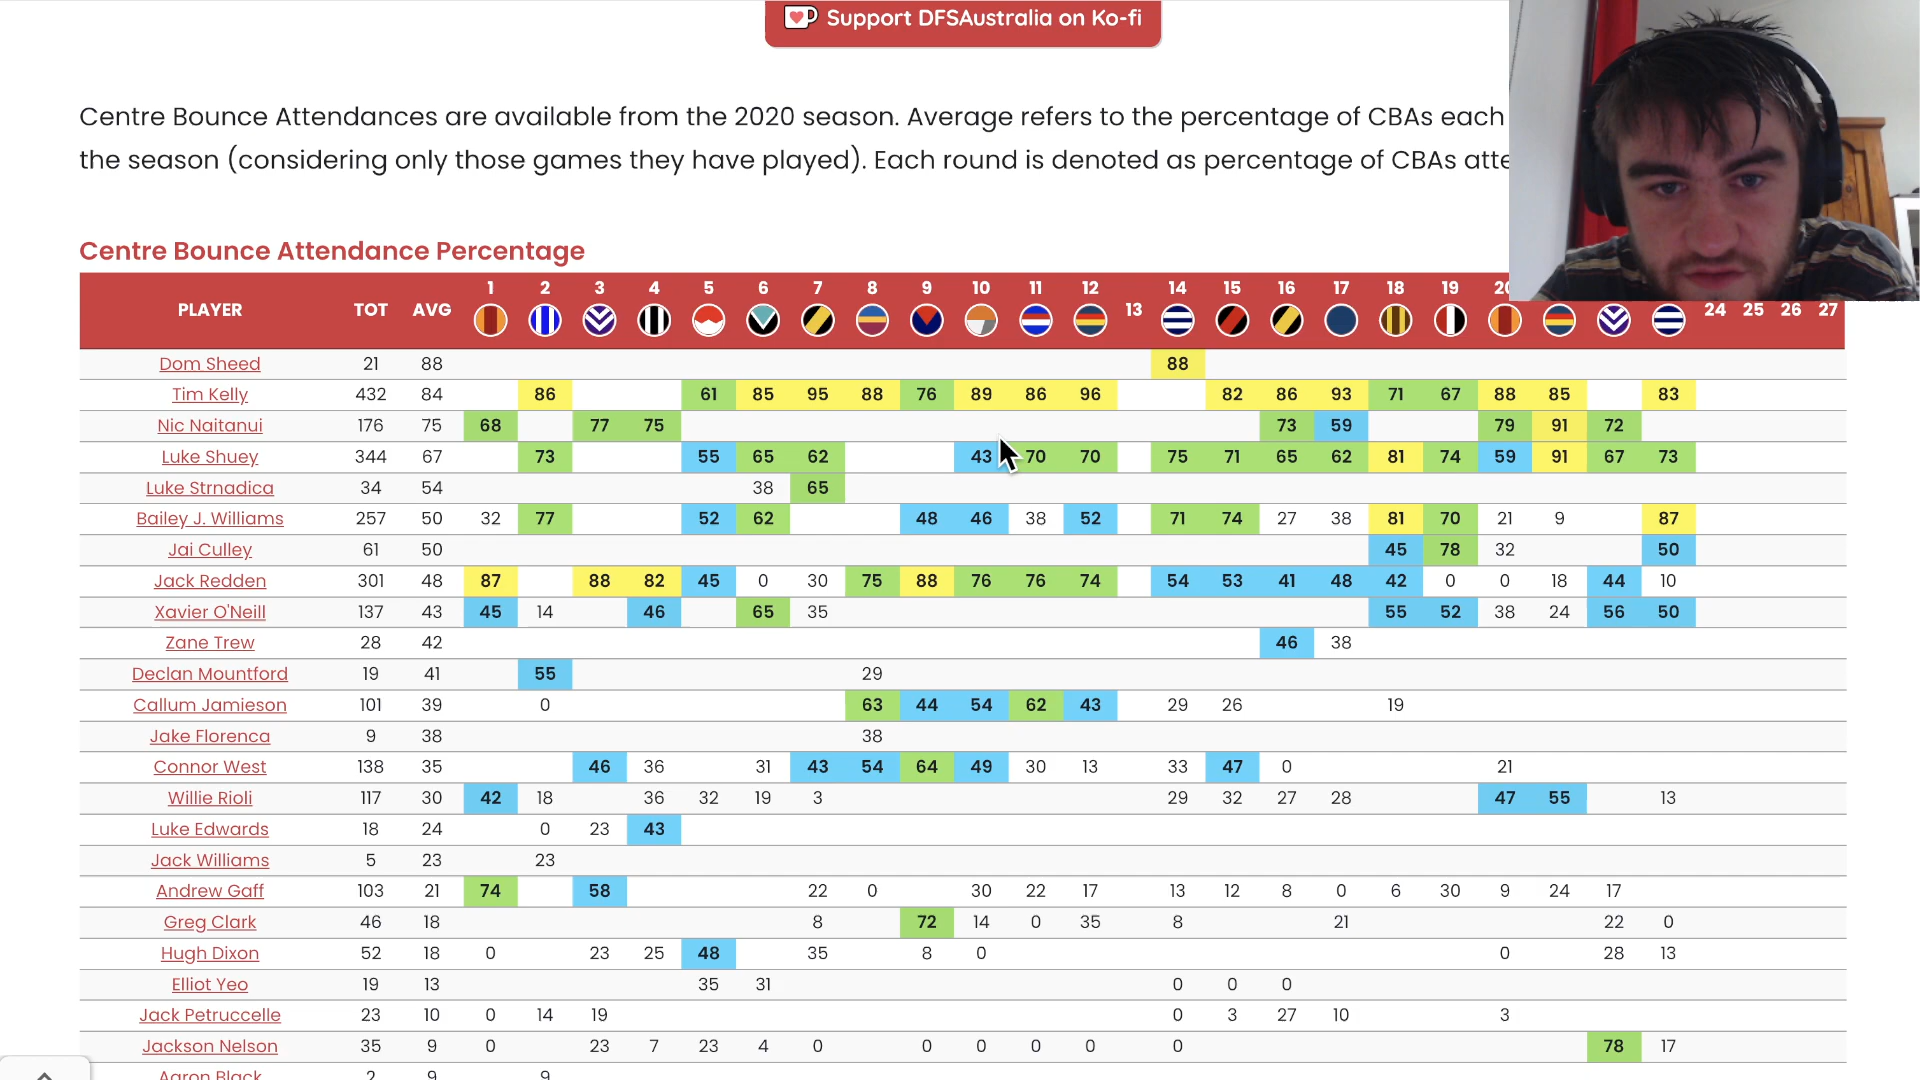 Support DFSAustralia on Ko-fi
Centre Bounce Attendances are available from the 2020 season. Average refers to the percentage of CBAs each
the season (considering only those games they have played). Each round is denoted as percentage of CBAs atte
Centre Bounce Attendance Percentage
PLAYER TOT AVG 1 2 3 4 5 6 7 8 9 10 11 12 13 14 15 16 17 18 19 20 24 25 26 27
Dom Sheed 21 88 88
Tim Kelly 432 84 86 61 85 95 88 76 89 86 96 82 86 93 71 67 88 85 83
Nic Naitanui 176 75 68 77 75 73 59 79 91 72
Luke Shuey 344 67 73 55 65 62 43 70 70 75 71 65 62 81 74 59 91 67 73
Luke Strnadica 34 54 38 65
Bailey J. Williams 257 50 32 77 52 62 48 46 38 52 71 74 27 38 81 70 21 9 87
Jai Culley 61 50 45 78 32 50
Jack Redden 301 48 87 88 82 45 0 30 75 88 76 76 74 54 53 41 48 42 0 0 18 44 10
Xavier O'Neill 137 43 45 14 46 65 35 55 52 38 24 56 50
Zane Trew 28 42 46 38
Declan Mountford 19 41 55 29
Callum Jamieson 101 39 0 63 44 54 62 43 29 26 19
Jake Florenca 9 38 38
Connor West 138 35 46 36 31 43 54 64 49 30 13 33 47 0 21
Willie Rioli 117 30 42 18 36 32 19 3 29 32 27 28 47 55 13
Luke Edwards 18 24 0 23 43
Jack Williams 5 23 23
Andrew Gaff 103 21 74 58 22 0 30 22 17 13 12 8 0 6 30 9 24 17
Greg Clark 46 18 8 72 14 0 35 8 21 22 0
Hugh Dixon 52 18 0 23 25 48 35 8 0 0 28 13
Elliot Yeo 19 13 35 31 0 0 0
Jack Petruccelle 23 10 0 14 19 0 3 27 10 3
Jackson Nelson 35 9 0 23 7 23 4 0 0 0 0 0 0 78 17
Aaron Black 2 9 9